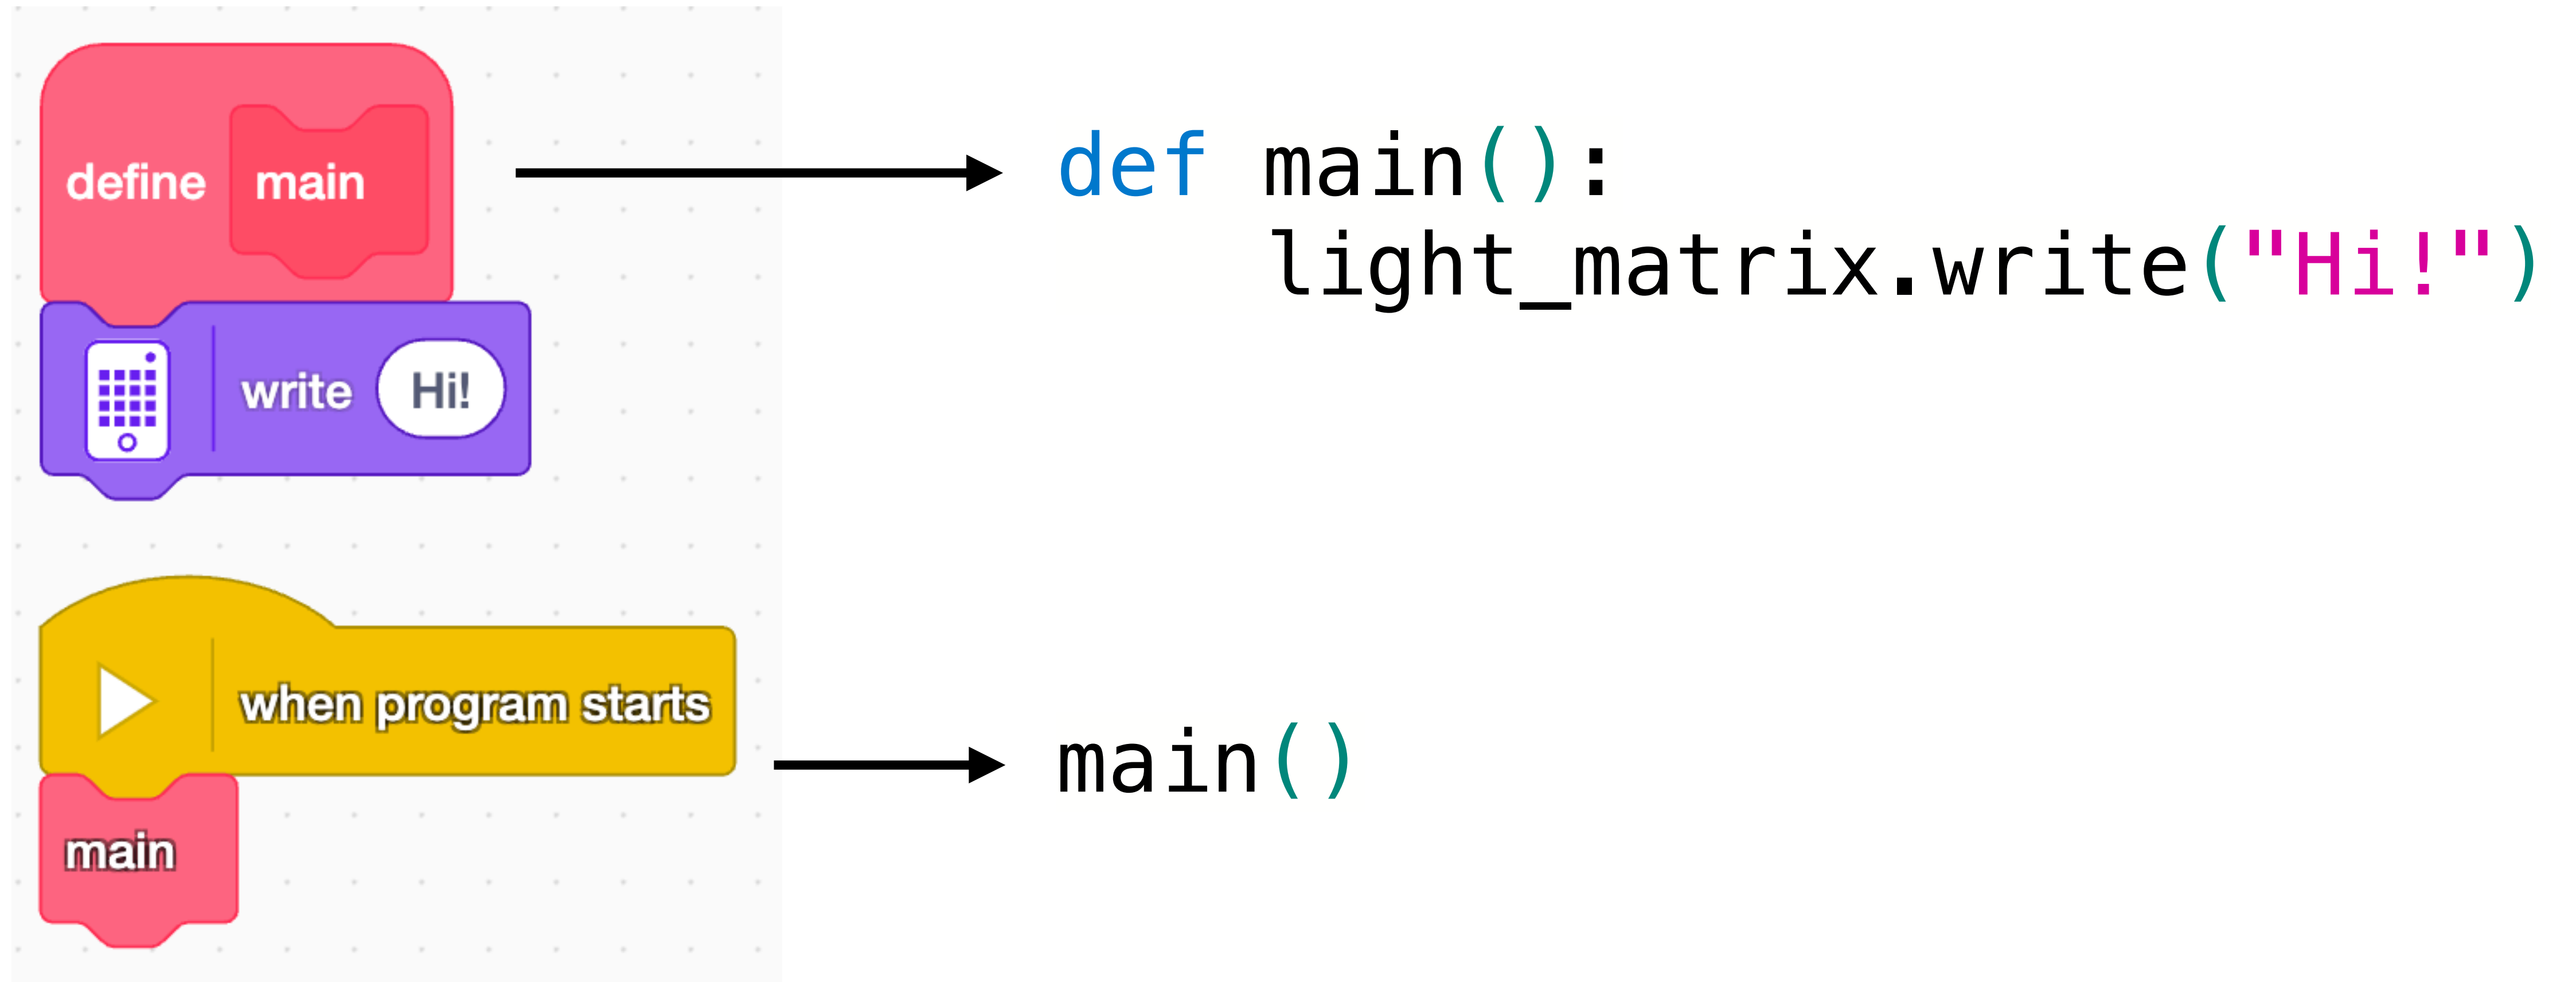 define main
write Hi!
when program starts
main
def main():
    light_matrix.write("Hi!")
main()